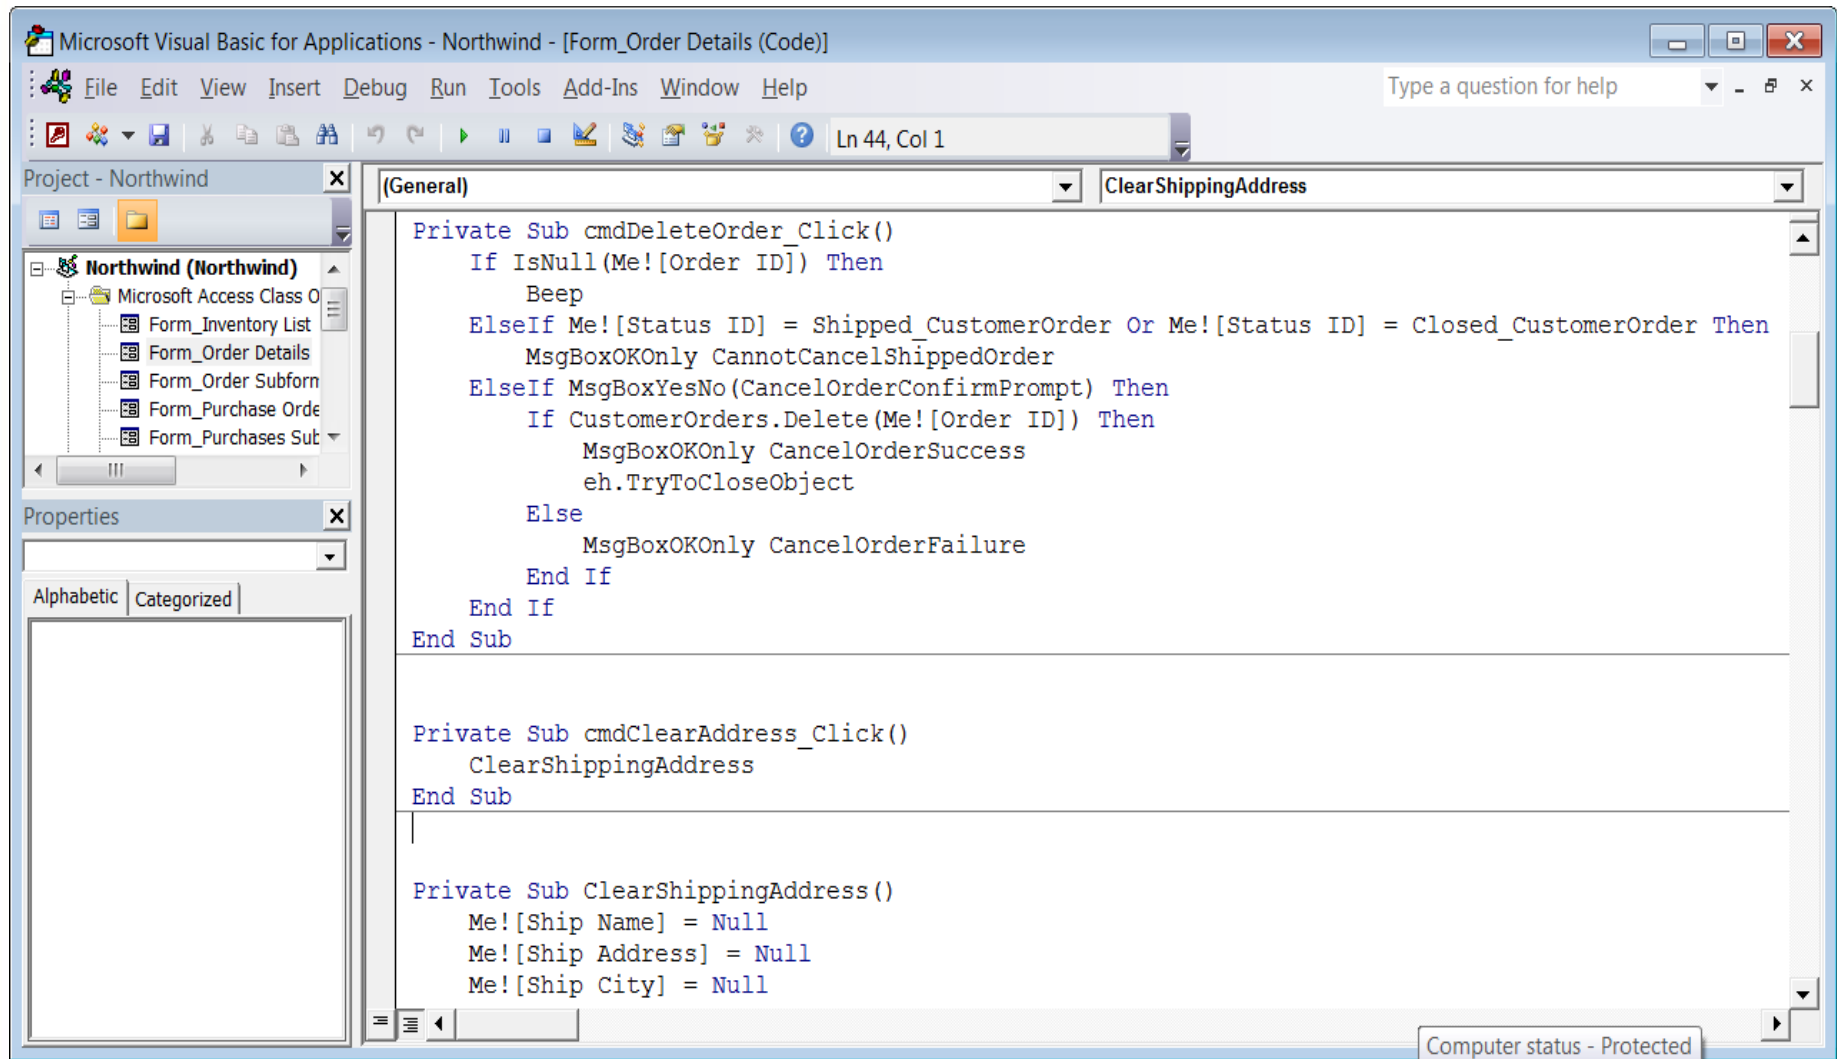 Microsoft Visual Basic for Applications - Northwind - [Form_Order Details (Code)]
File Edit View Insert Debug Run Tools Add-Ins Window Help
Type a question for help
Ln 44, Col 1
Project - Northwind
Northwind (Northwind)
Microsoft Access Class O
Form_Inventory List
Form_Order Details
Form_Order Subform
Form_Purchase Orde
Form_Purchases Sub
Properties
Alphabetic Categorized
(General) ClearShippingAddress
Private Sub cmdDeleteOrder_Click()
    If IsNull(Me![Order ID]) Then
        Beep
    ElseIf Me![Status ID] = Shipped_CustomerOrder Or Me![Status ID] = Closed_CustomerOrder Then
        MsgBoxOKOnly CannotCancelShippedOrder
    ElseIf MsgBoxYesNo(CancelOrderConfirmPrompt) Then
        If CustomerOrders.Delete(Me![Order ID]) Then
            MsgBoxOKOnly CancelOrderSuccess
            eh.TryToCloseObject
        Else
            MsgBoxOKOnly CancelOrderFailure
        End If
    End If
End Sub
Private Sub cmdClearAddress_Click()
    ClearShippingAddress
End Sub
Private Sub ClearShippingAddress()
    Me![Ship Name] = Null
    Me![Ship Address] = Null
    Me![Ship City] = Null
Computer status - Protected